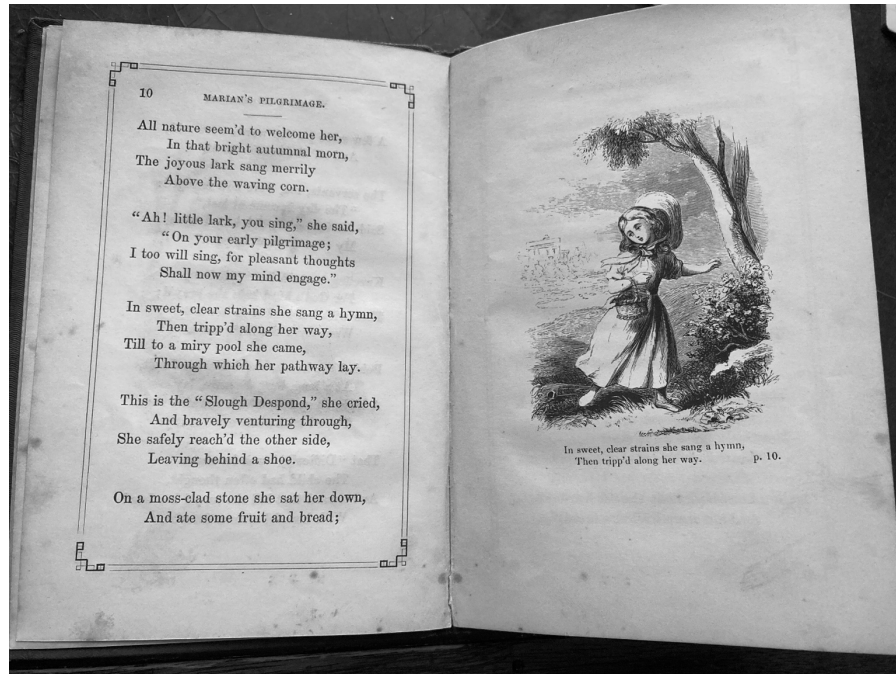 10
MARIAN'S PILGRIMAGE.
All nature seem'd to welcome her,
In that bright autumnal morn,
The joyous lark sang merrily
Above the waving corn.
"Ah! little lark, you sing," she said,
"On your early pilgrimage;
I too will sing, for pleasant thoughts
Shall now my mind engage."
In sweet, clear strains she sang a hymn,
Then tripp'd along her way,
Till to a miry pool she came,
Through which her pathway lay.
This is the "Slough Despond," she cried,
And bravely venturing through,
She safely reach'd the other side,
Leaving behind a shoe.
On a moss-clad stone she sat her down,
And ate some fruit and bread;
In sweet, clear strains she sang a hymn,
Then tripp'd along her way. p. 10.